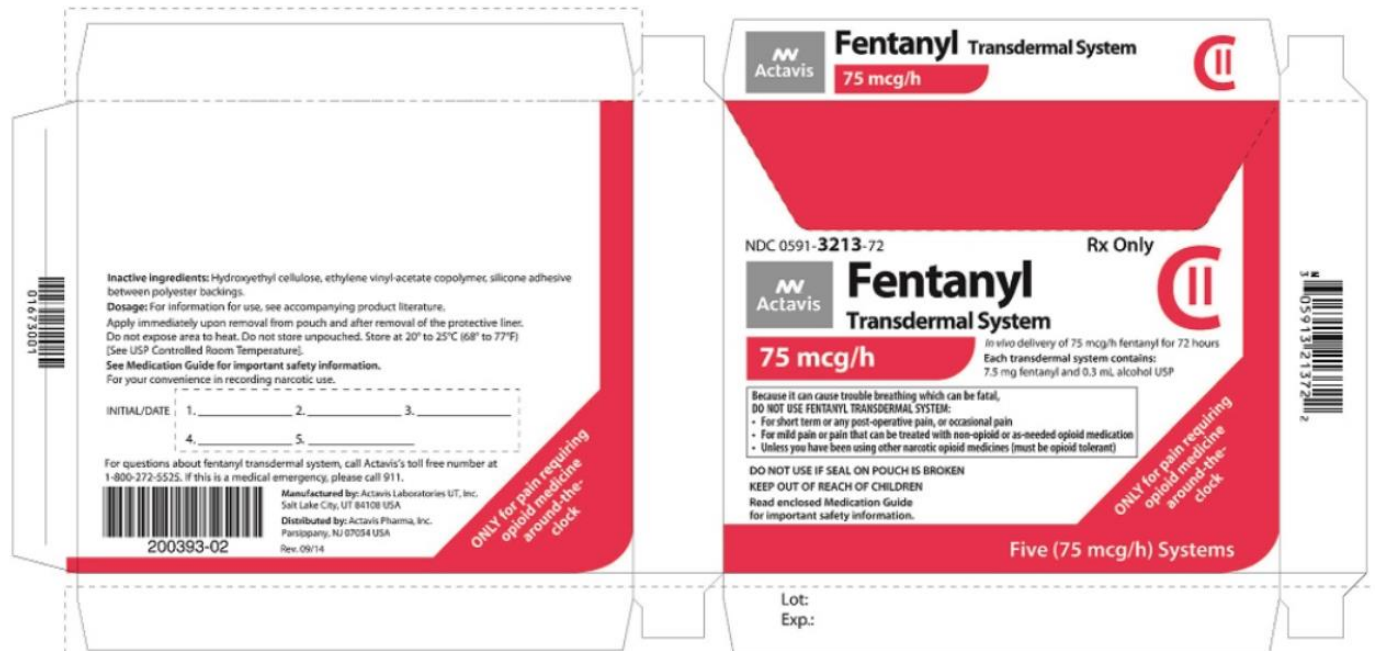 Actavis
Fentanyl Transdermal System
75 mcg/h
CII
01673001
Inactive ingredients: Hydroxyethyl cellulose, ethylene vinyl-acetate copolymer, silicone adhesive
between polyester backings.
Dosage: For information for use, see accompanying product literature.
Apply immediately upon removal from pouch and after removal of the protective liner.
Do not expose area to heat. Do not store unpouched. Store at 20° to 25°C (68° to 77°F)
[See USP Controlled Room Temperature].
See Medication Guide for important safety information.
For your convenience in recording narcotic use.
INITIAL/DATE 1. 2. 3.
4. 5.
For questions about fentanyl transdermal system, call Actavis's toll free number at
1-800-272-5525. If this is a medical emergency, please call 911.
Manufactured by: Actavis Laboratories UT, Inc.
Salt Lake City, UT 84108 USA
Distributed by: Actavis Pharma, Inc.
Parsippany, NJ 07054 USA
Rev. 09/14
200393-02
ONLY for pain requiring
opioid medicine
around-the-
clock
NDC 0591-3213-72
Rx Only
Actavis
Fentanyl
Transdermal System
CII
75 mcg/h
In vivo delivery of 75 mcg/h fentanyl for 72 hours
Each transdermal system contains:
7.5 mg fentanyl and 0.3 mL alcohol USP
Because it can cause trouble breathing which can be fatal,
DO NOT USE FENTANYL TRANSDERMAL SYSTEM:
• For short term or any post-operative pain, or occasional pain
• For mild pain or pain that can be treated with non-opioid or as-needed opioid medication
• Unless you have been using other narcotic opioid medicines (must be opioid tolerant)
DO NOT USE IF SEAL ON POUCH IS BROKEN
KEEP OUT OF REACH OF CHILDREN
Read enclosed Medication Guide
for important safety information.
ONLY for pain requiring
opioid medicine
around-the-
clock
Five (75 mcg/h) Systems
N
3 05913 21372 2
Lot:
Exp.: